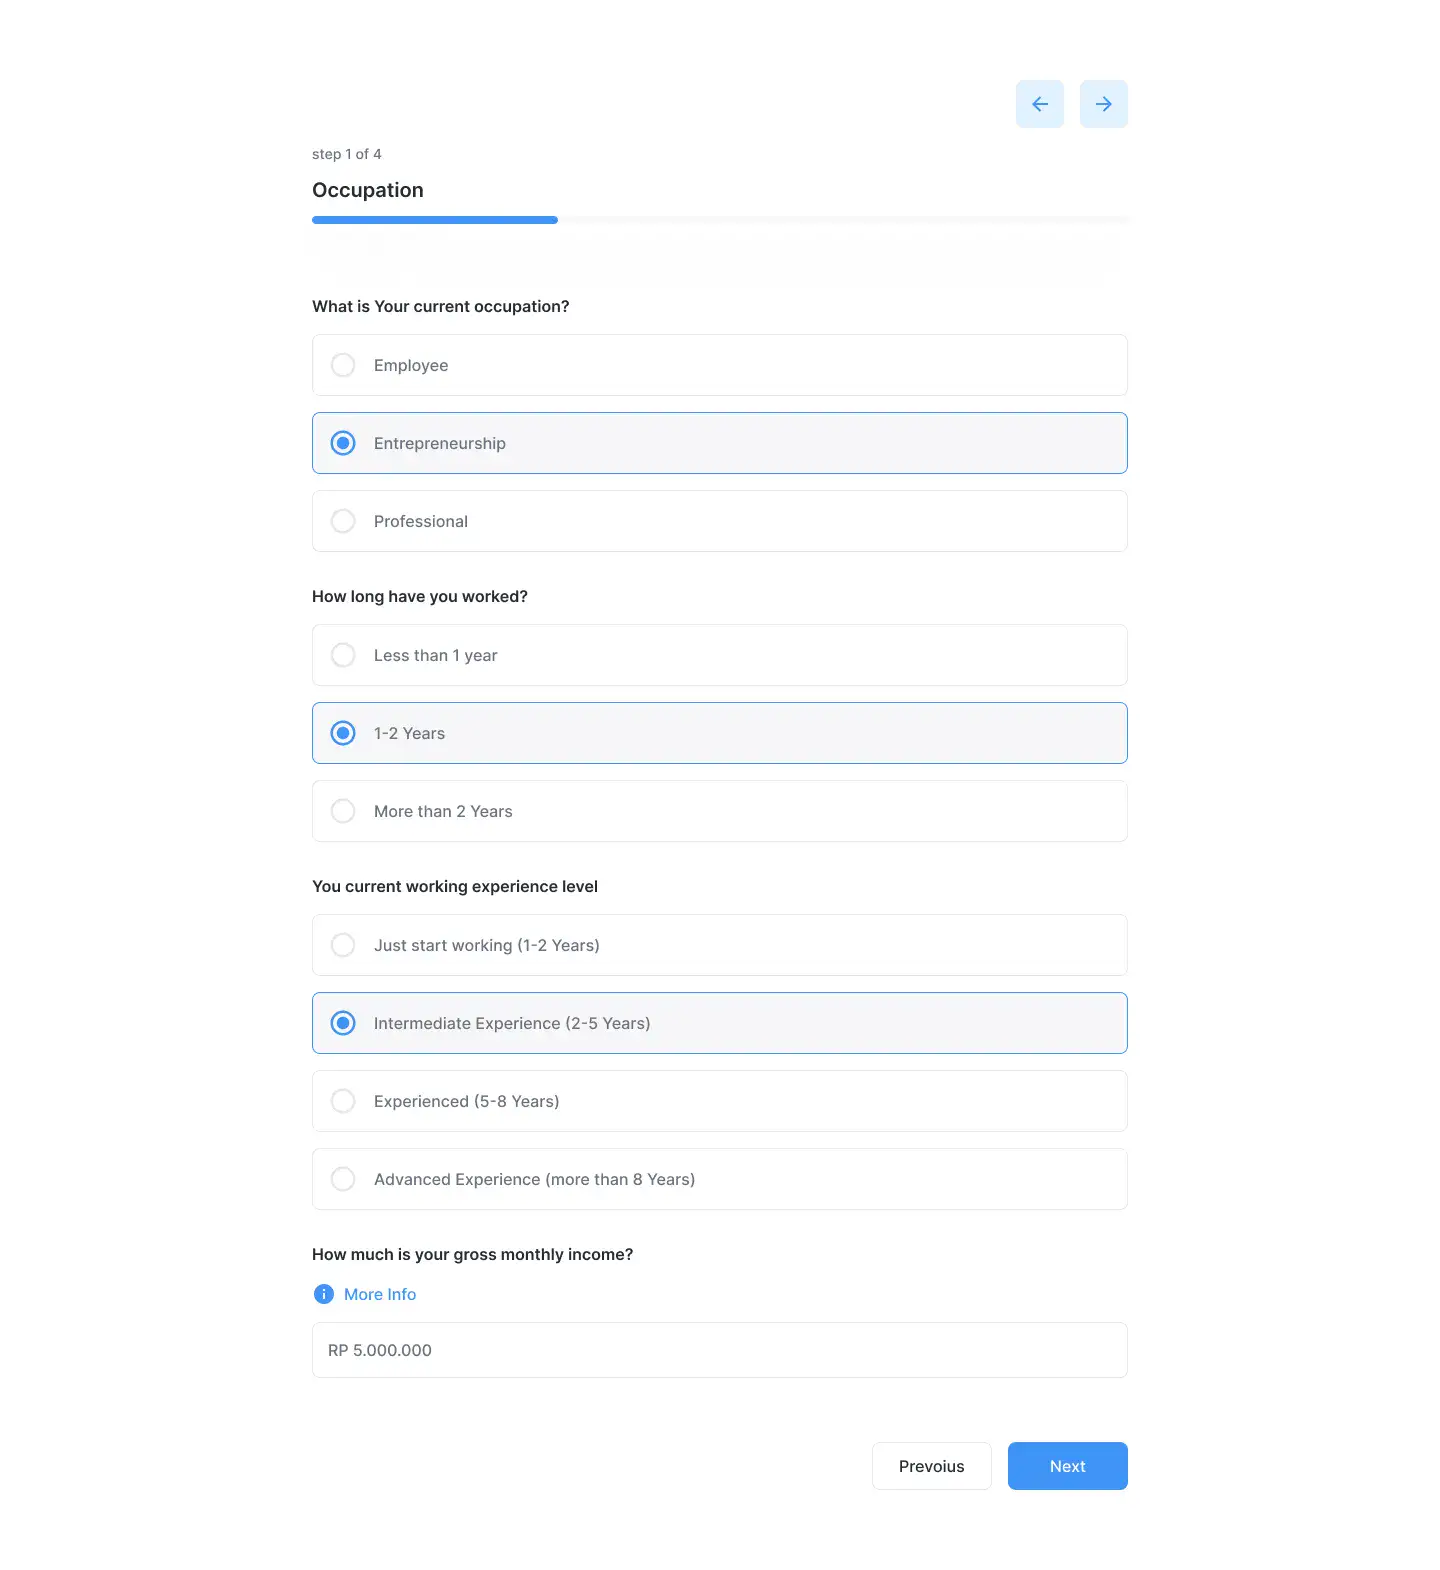 step 1 of 4
Occupation
What is Your current occupation?
Employee
Entrepreneurship
Professional
How long have you worked?
Less than 1 year
1-2 Years
More than 2 Years
You current working experience level
Just start working (1-2 Years)
Intermediate Experience (2-5 Years)
Experienced (5-8 Years)
Advanced Experience (more than 8 Years)
How much is your gross monthly income?
More Info
RP 5.000.000
Prevoius
Next